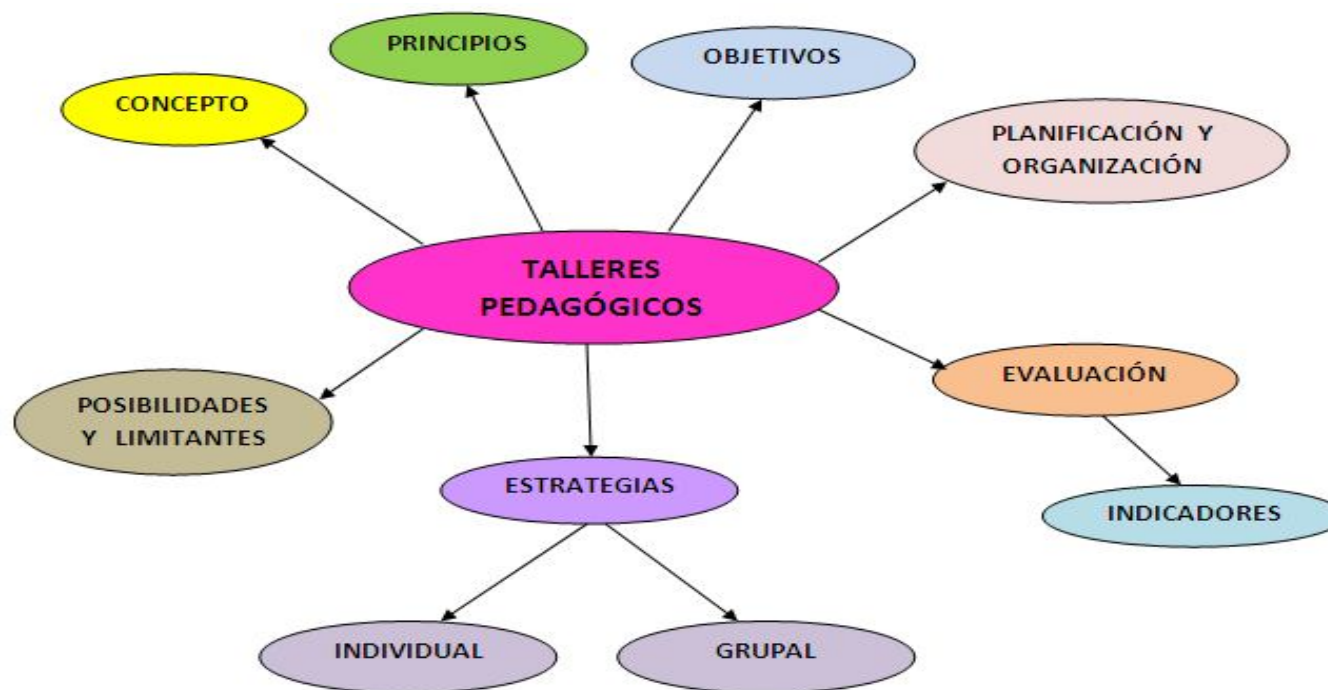 PRINCIPIOS
OBJETIVOS
CONCEPTO
PLANIFICACIÓN Y
ORGANIZACIÓN
TALLERES
PEDAGÓGICOS
EVALUACIÓN
POSIBILIDADES
Y LIMITANTES
ESTRATEGIAS
INDICADORES
INDIVIDUAL
GRUPAL